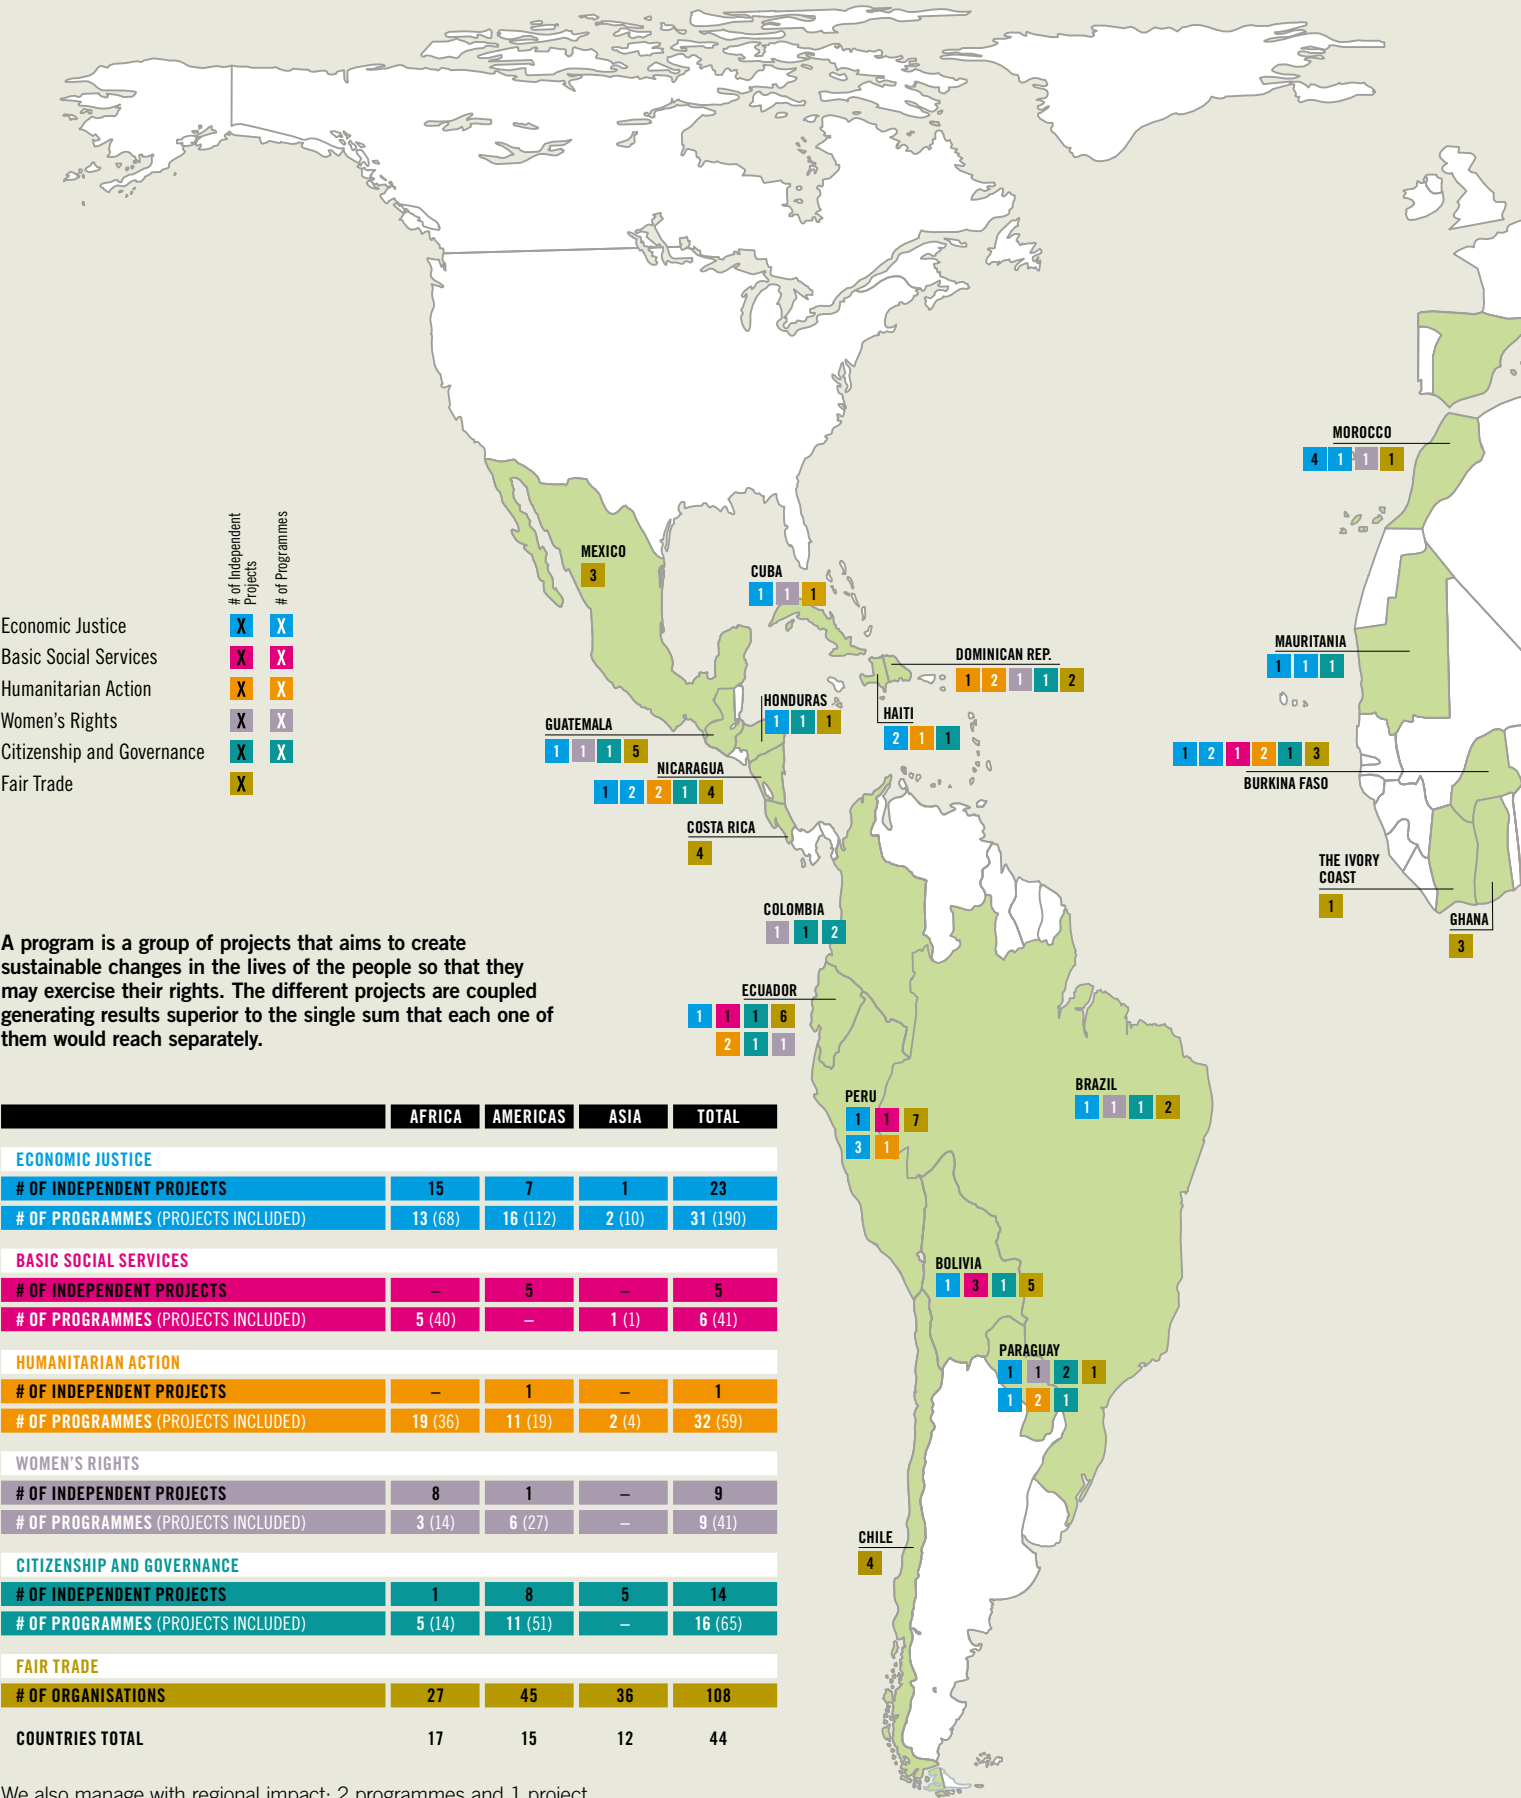 MOROCCO
4 1 1 1
MEXICO
3
CUBA
1 1 1
# of Independent
Projects
# of Programmes
Economic Justice X X
Basic Social Services X X
Humanitarian Action X X
Women's Rights X X
Citizenship and Governance X X
Fair Trade X
MAURITANIA
1 1 1
DOMINICAN REP.
1 2 1 1 2
HONDURAS
1 1 1
HAITI
2 1 1
GUATEMALA
1 1 1 5
NICARAGUA
1 2 2 1 4
1 2 1 2 1 3
BURKINA FASO
COSTA RICA
4
THE IVORY
COAST
1
GHANA
3
COLOMBIA
1 1 2
A program is a group of projects that aims to create
sustainable changes in the lives of the people so that they
may exercise their rights. The different projects are coupled
generating results superior to the single sum that each one of
them would reach separately.
ECUADOR
1 1 1 6
2 1 1
PERU
1 1 7
3 1
BRAZIL
1 1 1 2
BOLIVIA
1 3 1 5
PARAGUAY
1 1 2 1
1 2 1
CHILE
4
AFRICA AMERICAS ASIA TOTAL
ECONOMIC JUSTICE
# OF INDEPENDENT PROJECTS 15 7 1 23
# OF PROGRAMMES (PROJECTS INCLUDED) 13 (68) 16 (112) 2 (10) 31 (190)
BASIC SOCIAL SERVICES
# OF INDEPENDENT PROJECTS – 5 – 5
# OF PROGRAMMES (PROJECTS INCLUDED) 5 (40) – 1 (1) 6 (41)
HUMANITARIAN ACTION
# OF INDEPENDENT PROJECTS – 1 – 1
# OF PROGRAMMES (PROJECTS INCLUDED) 19 (36) 11 (19) 2 (4) 32 (59)
WOMEN'S RIGHTS
# OF INDEPENDENT PROJECTS 8 1 – 9
# OF PROGRAMMES (PROJECTS INCLUDED) 3 (14) 6 (27) – 9 (41)
CITIZENSHIP AND GOVERNANCE
# OF INDEPENDENT PROJECTS 1 8 5 14
# OF PROGRAMMES (PROJECTS INCLUDED) 5 (14) 11 (51) – 16 (65)
FAIR TRADE
# OF ORGANISATIONS 27 45 36 108
COUNTRIES TOTAL 17 15 12 44
We also manage with regional impact: 2 programmes and 1 project